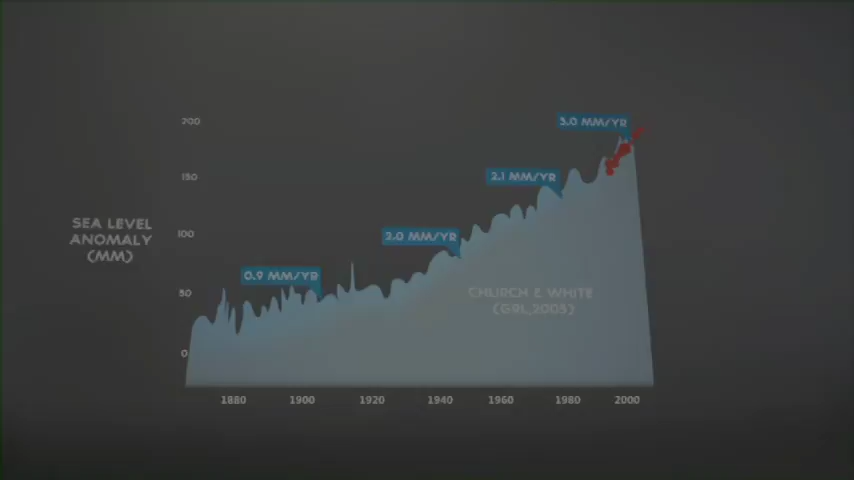 200
3.0 MM/YR
150
2.1 MM/YR
SEA LEVEL
ANOMALY
(MM)
100
2.0 MM/YR
0.9 MM/YR
50
CHURCH & WHITE
(GRL,2005)
0
1880 1900 1920 1940 1960 1980 2000